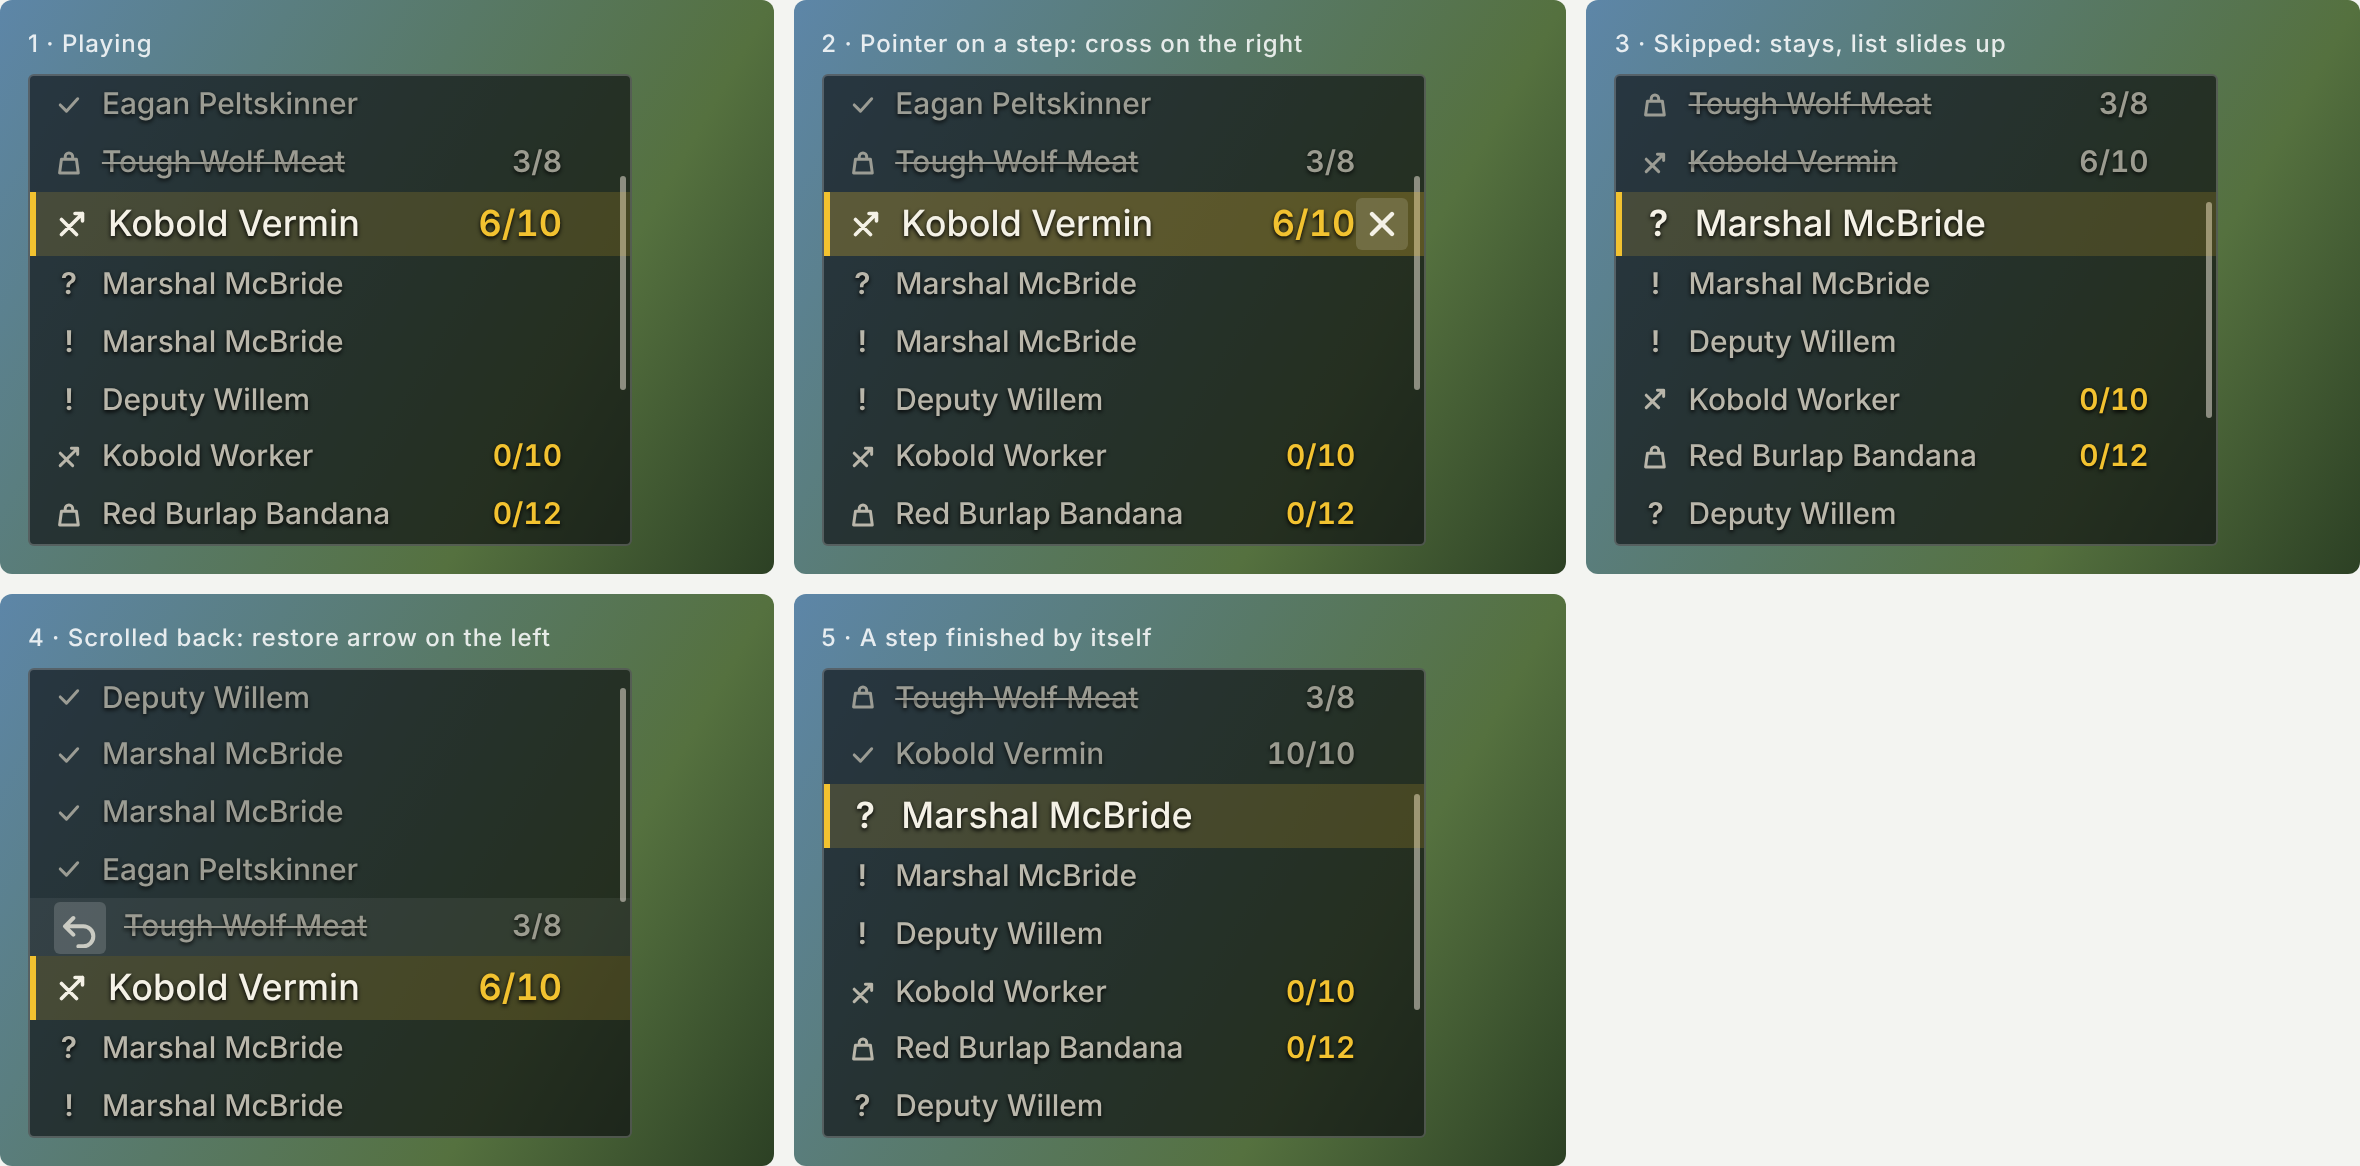 1 · Playing
Eagan Peltskinner
Tough Wolf Meat 3/8
Kobold Vermin 6/10
? Marshal McBride
! Marshal McBride
! Deputy Willem
Kobold Worker 0/10
Red Burlap Bandana 0/12
2 · Pointer on a step: cross on the right
Eagan Peltskinner
Tough Wolf Meat 3/8
Kobold Vermin 6/10
? Marshal McBride
! Marshal McBride
! Deputy Willem
Kobold Worker 0/10
Red Burlap Bandana 0/12
3 · Skipped: stays, list slides up
Tough Wolf Meat 3/8
Kobold Vermin 6/10
? Marshal McBride
! Marshal McBride
! Deputy Willem
Kobold Worker 0/10
Red Burlap Bandana 0/12
? Deputy Willem
4 · Scrolled back: restore arrow on the left
Deputy Willem
Marshal McBride
Marshal McBride
Eagan Peltskinner
Tough Wolf Meat 3/8
Kobold Vermin 6/10
? Marshal McBride
! Marshal McBride
5 · A step finished by itself
Tough Wolf Meat 3/8
Kobold Vermin 10/10
? Marshal McBride
! Marshal McBride
! Deputy Willem
Kobold Worker 0/10
Red Burlap Bandana 0/12
? Deputy Willem